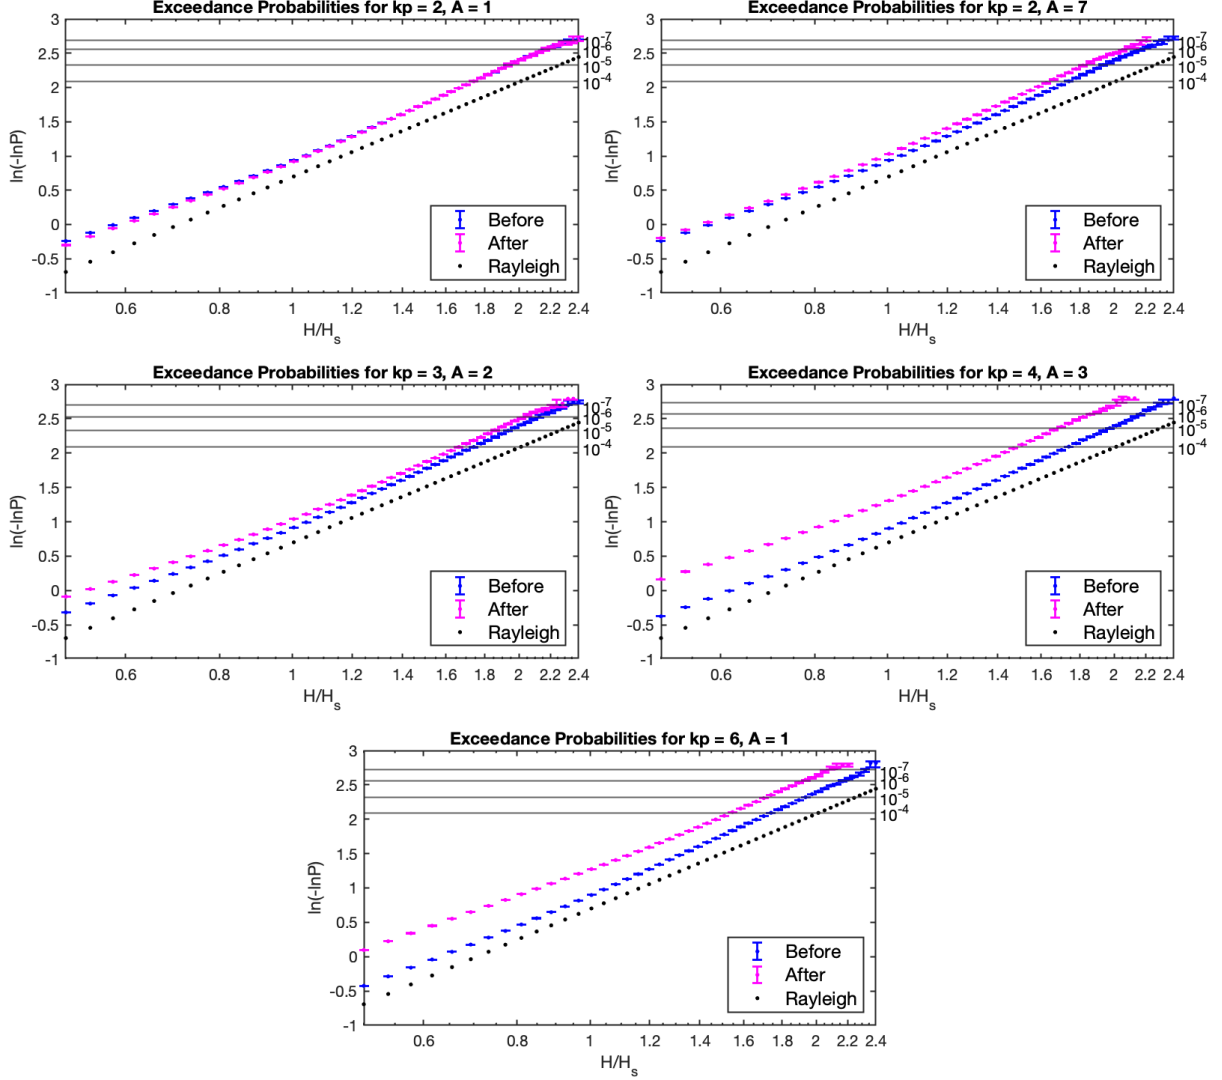 Exceedance Probabilities for kp = 2, A = 1
3
2.5
2
1.5
1
0.5
0
-0.5
-1
ln(-lnP)
10-7
10-6
10-5
10-4
Before
After
Rayleigh
0.6 0.8 1 1.2 1.4 1.6 1.8 2 2.2 2.4
H/Hs
Exceedance Probabilities for kp = 2, A = 7
3
2.5
2
1.5
1
0.5
0
-0.5
-1
ln(-lnP)
10-7
10-6
10-5
10-4
Before
After
Rayleigh
0.6 0.8 1 1.2 1.4 1.6 1.8 2 2.2 2.4
H/Hs
Exceedance Probabilities for kp = 3, A = 2
3
2.5
2
1.5
1
0.5
0
-0.5
-1
ln(-lnP)
10-7
10-6
10-5
10-4
Before
After
Rayleigh
0.6 0.8 1 1.2 1.4 1.6 1.8 2 2.2 2.4
H/Hs
Exceedance Probabilities for kp = 4, A = 3
3
2.5
2
1.5
1
0.5
0
-0.5
-1
ln(-lnP)
10-7
10-6
10-5
10-4
Before
After
Rayleigh
0.6 0.8 1 1.2 1.4 1.6 1.8 2 2.2 2.4
H/Hs
Exceedance Probabilities for kp = 6, A = 1
3
2.5
2
1.5
1
0.5
0
-0.5
-1
ln(-lnP)
10-7
10-6
10-5
10-4
Before
After
Rayleigh
0.6 0.8 1 1.2 1.4 1.6 1.8 2 2.2 2.4
H/Hs